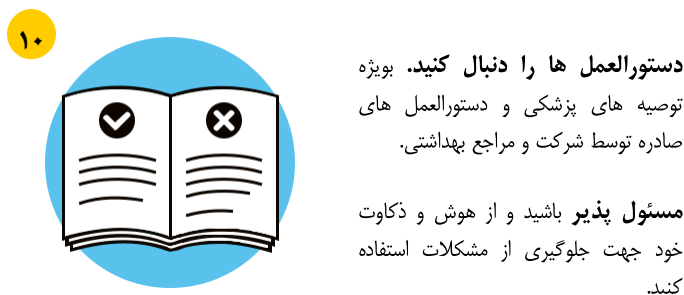 ۱۰
دستورالعمل ها را دنبال کنید. بویژه
توصیه های پزشکی و دستورالعمل های
صادره توسط شرکت و مراجع بهداشتی.
مسئول پذیر باشید و از هوش و ذکاوت
خود جهت جلوگیری از مشکلات استفاده
کنید.